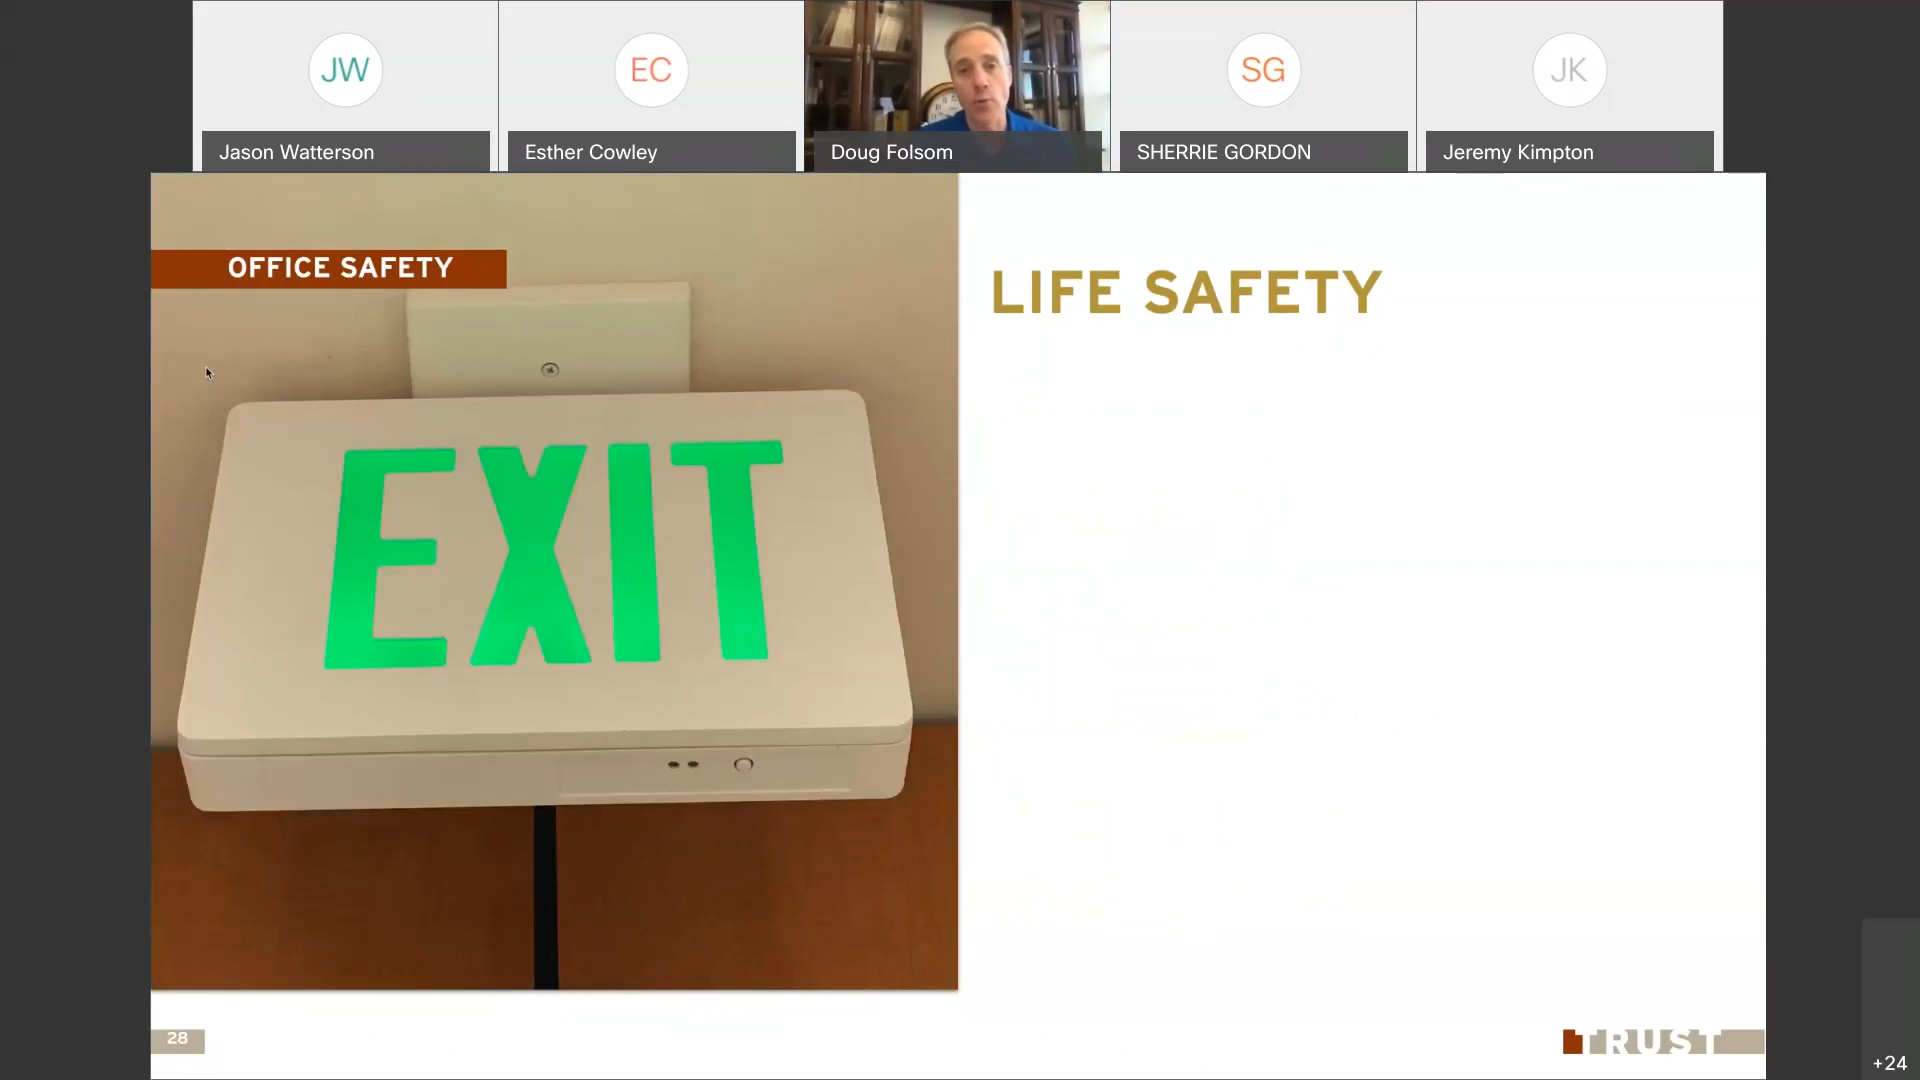 JW
EC
SG
JK
Jason Watterson
Esther Cowley
Doug Folsom
SHERRIE GORDON
Jeremy Kimpton
OFFICE SAFETY
LIFE SAFETY
EXIT
28
TRUST
+24